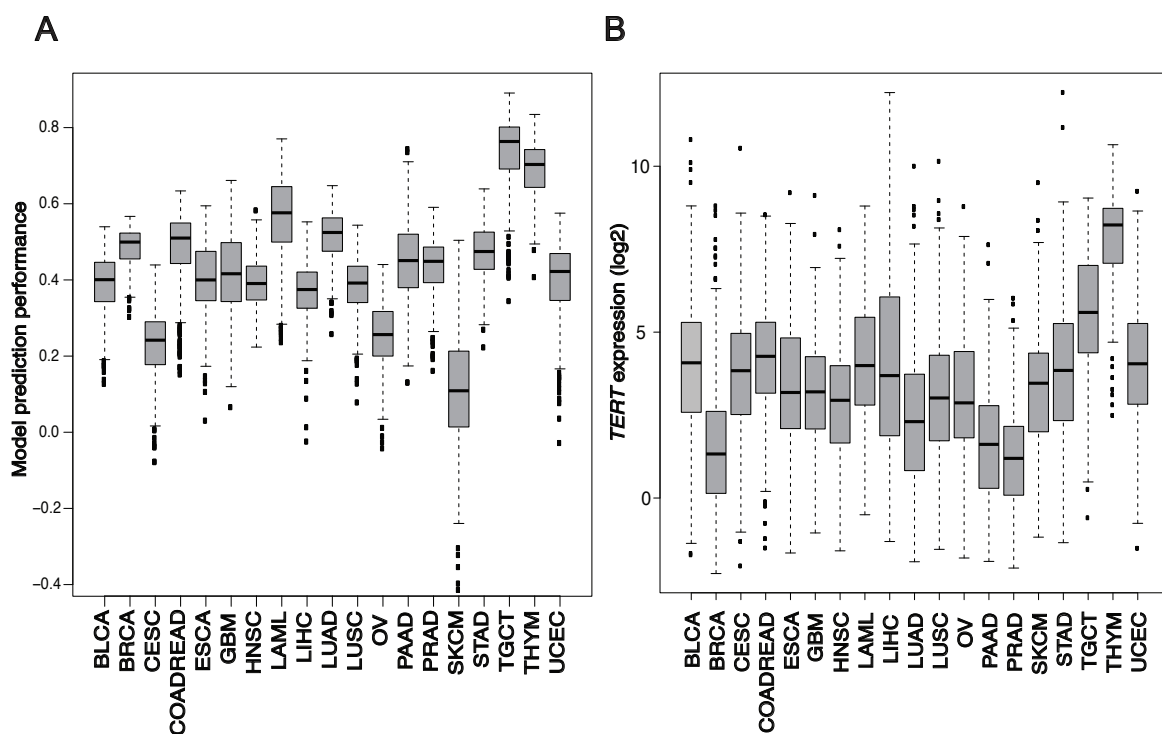 A
B
Model prediction performance
0.8
0.6
0.4
0.2
0.0
−0.2
−0.4
BLCA
BRCA
CESC
COADREAD
ESCA
GBM
HNSC
LAML
LIHC
LUAD
LUSC
OV
PAAD
PRAD
SKCM
STAD
TGCT
THYM
UCEC
TERT expression (log2)
10
5
0
BLCA
BRCA
CESC
COADREAD
ESCA
GBM
HNSC
LAML
LIHC
LUAD
LUSC
OV
PAAD
PRAD
SKCM
STAD
TGCT
THYM
UCEC